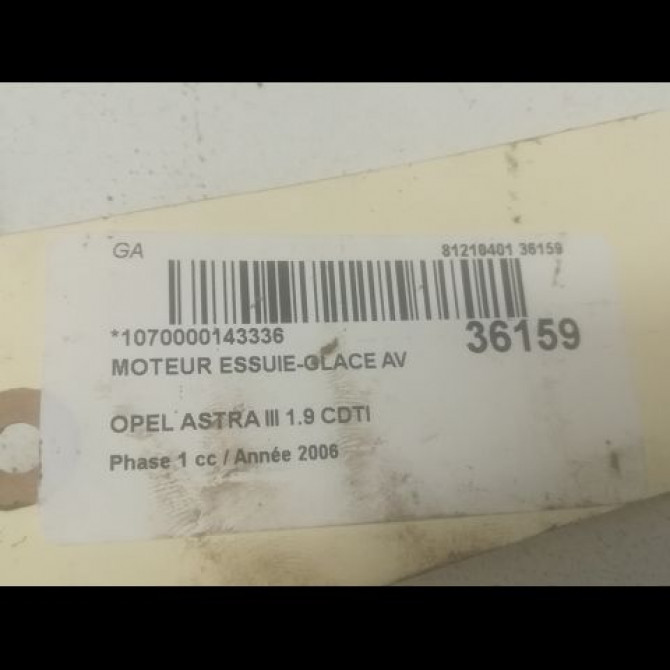 GA 81210401 36159
*1070000143336 36159
MOTEUR ESSUIE-GLACE AV
OPEL ASTRA III 1.9 CDTI
Phase 1 cc / Année 2006